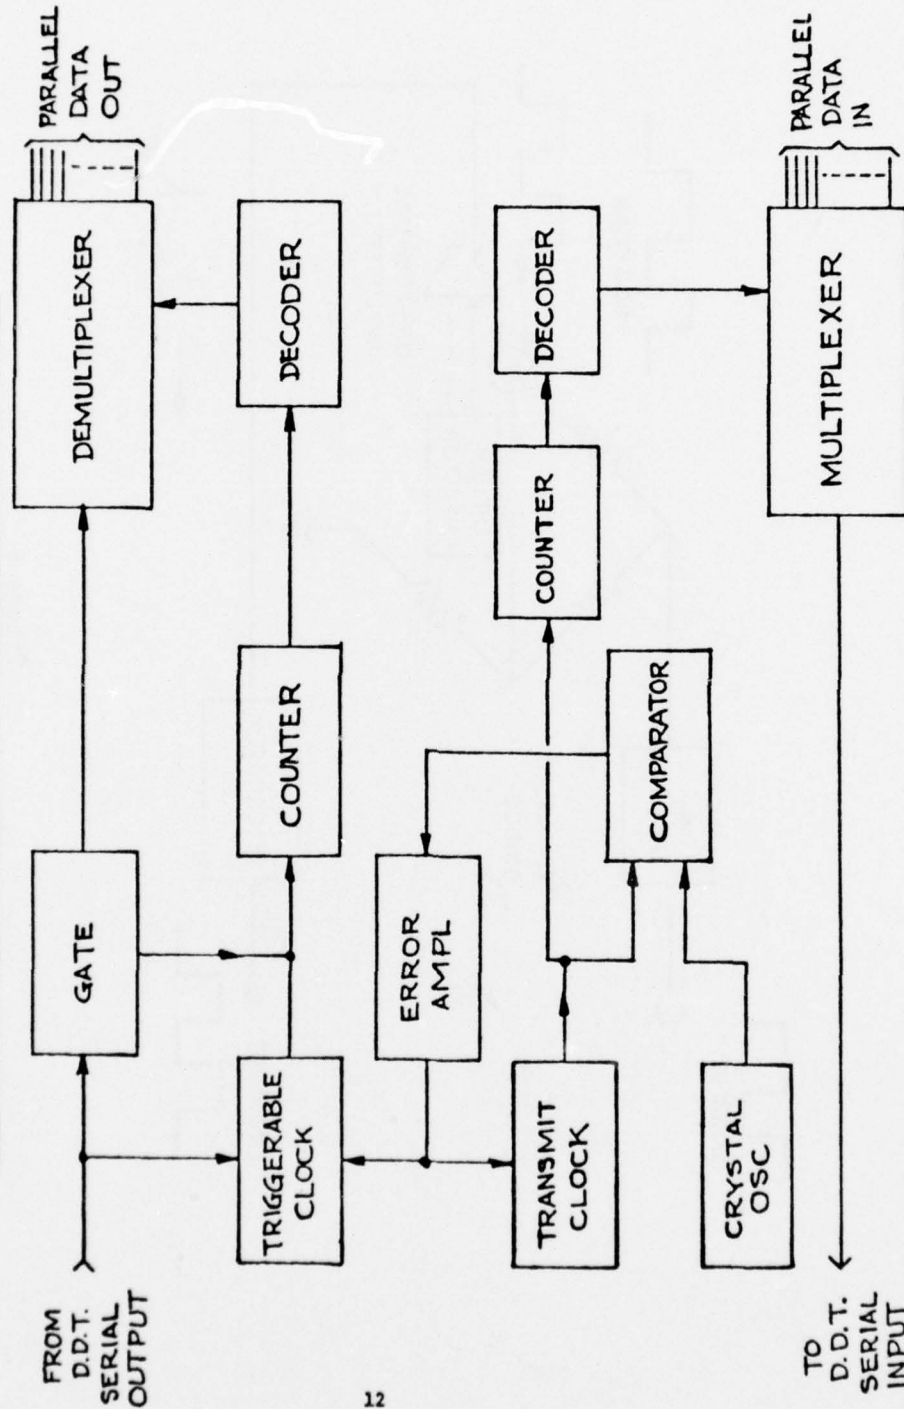 FROM
D.D.T.
SERIAL
OUTPUT
GATE
DEMULTIPLEXER
PARALLEL
DATA
OUT
TRIGGERABLE
CLOCK
COUNTER
DECODER
ERROR
AMPL
TRANSMIT
CLOCK
COUNTER
DECODER
COMPARATOR
CRYSTAL
OSC
TO
D.D.T.
SERIAL
INPUT
MULTIPLEXER
PARALLEL
DATA
IN
12